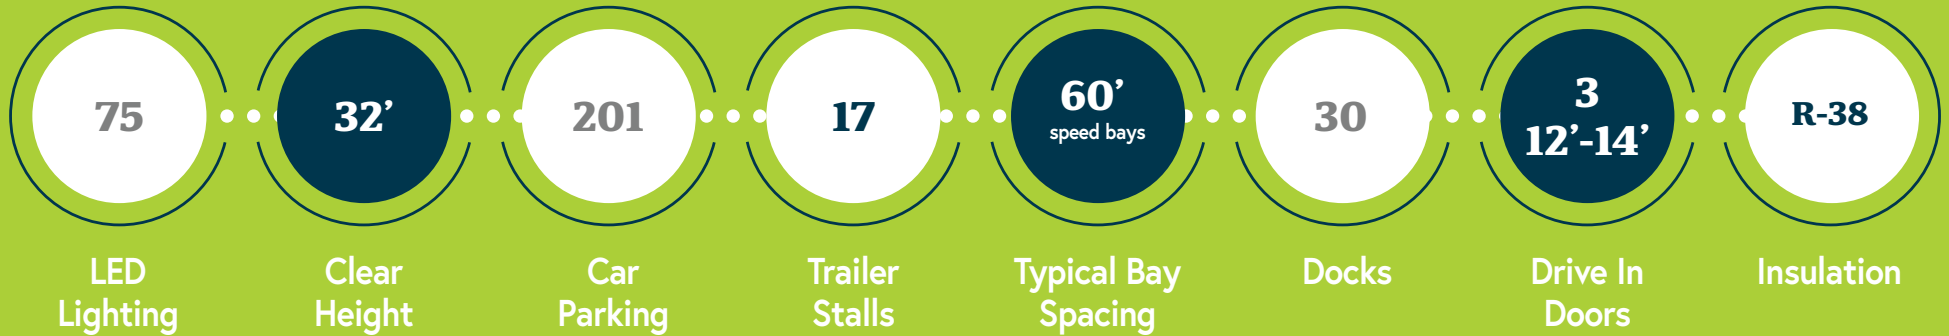 75
LED
Lighting
32’
Clear
Height
201
Car
Parking
17
Trailer
Stalls
60’
speed bays
Typical Bay
Spacing
30
Docks
3
12’-14’
Drive In
Doors
R-38
Insulation